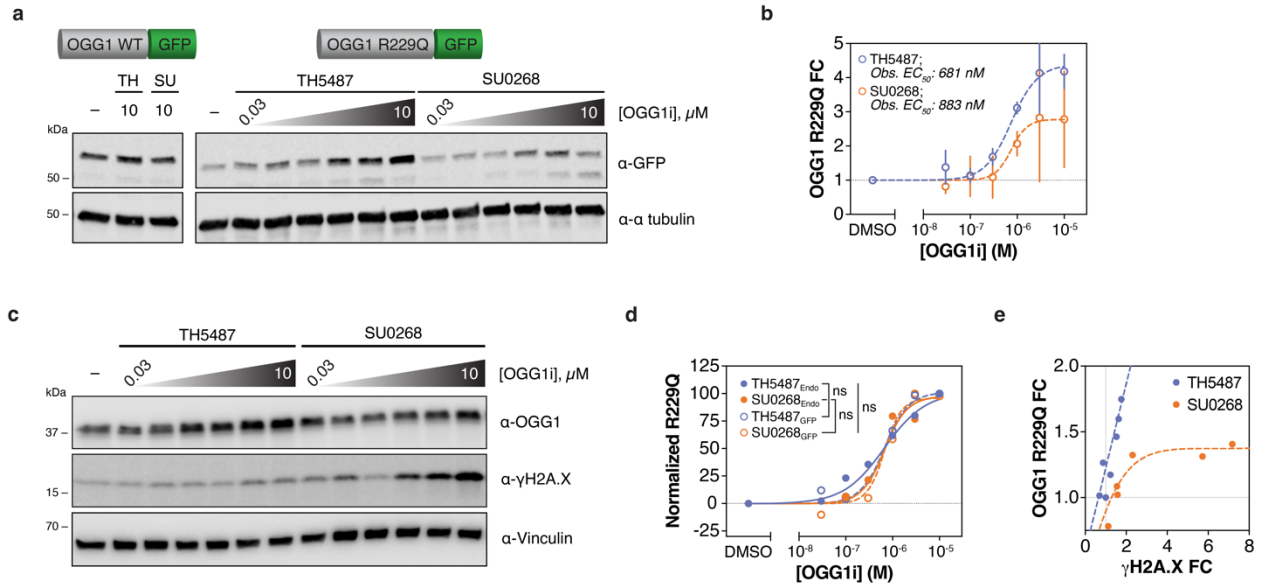 a
OGG1 WT GFP
OGG1 R229Q GFP
TH SU
TH5487 SU0268
– 10 10
– 0.03 10 0.03 10 [OGG1i], µM
kDa
50 –
α-GFP
50 –
α-α tubulin
b
OGG1 R229Q FC
5
4
3
2
1
0
TH5487;
Obs. EC50: 681 nM
SU0268;
Obs. EC50: 883 nM
DMSO 10-8 10-7 10-6 10-5
[OGG1i] (M)
c
TH5487 SU0268
– 0.03 10 0.03 10 [OGG1i], µM
kDa
37 –
α-OGG1
15 –
α-γH2A.X
70 –
α-Vinculin
d
Normalized R229Q
125
100
75
50
25
0
-25
TH5487Endo
SU0268Endo
TH5487GFP
SU0268GFP
ns
ns
ns
DMSO 10-8 10-7 10-6 10-5
[OGG1i] (M)
e
OGG1 R229Q FC
2.0
1.5
1.0
TH5487
SU0268
0 2 4 6 8
γH2A.X FC